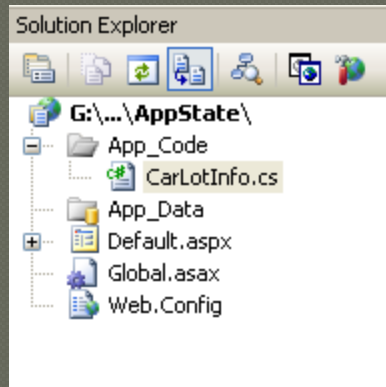 Solution Explorer
G:\...\AppState\
App_Code
C#
CarLotInfo.cs
App_Data
Default.aspx
Global.asax
Web.Config